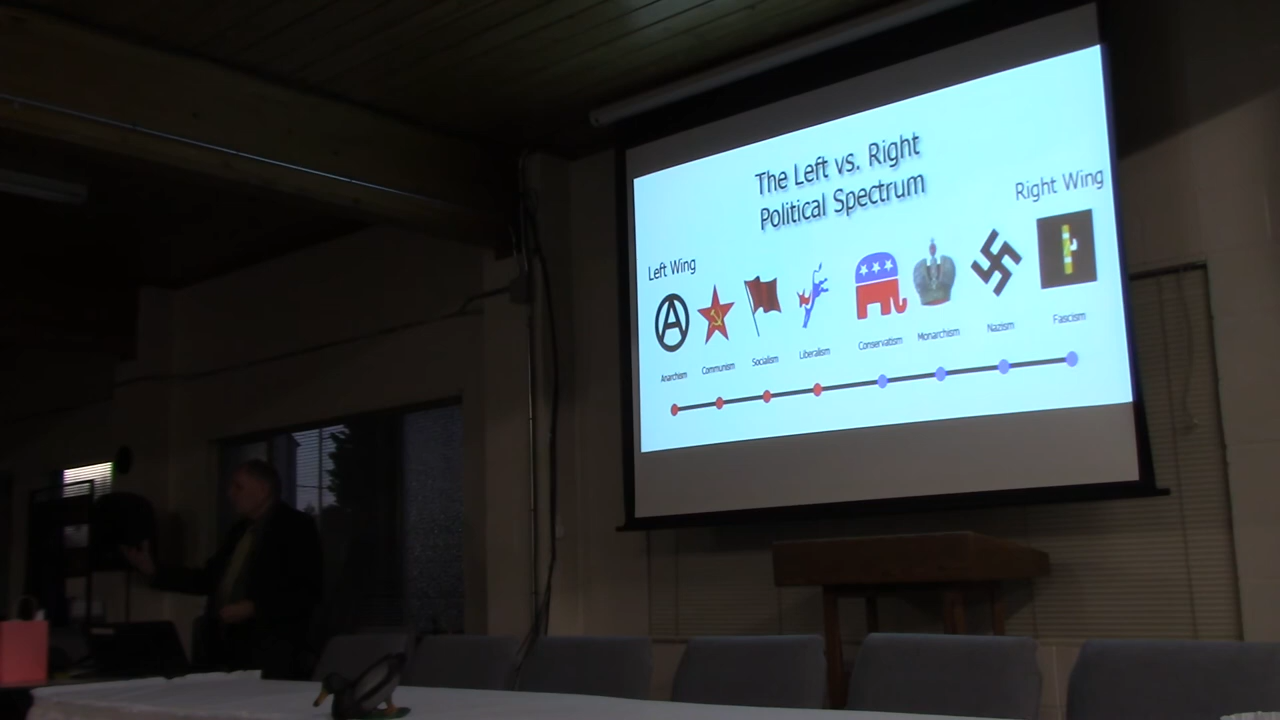 The Left vs. Right
Political Spectrum
Left Wing
Right Wing
Anarchism
Communism
Socialism
Liberalism
Conservatism
Monarchism
Nazism
Fascism